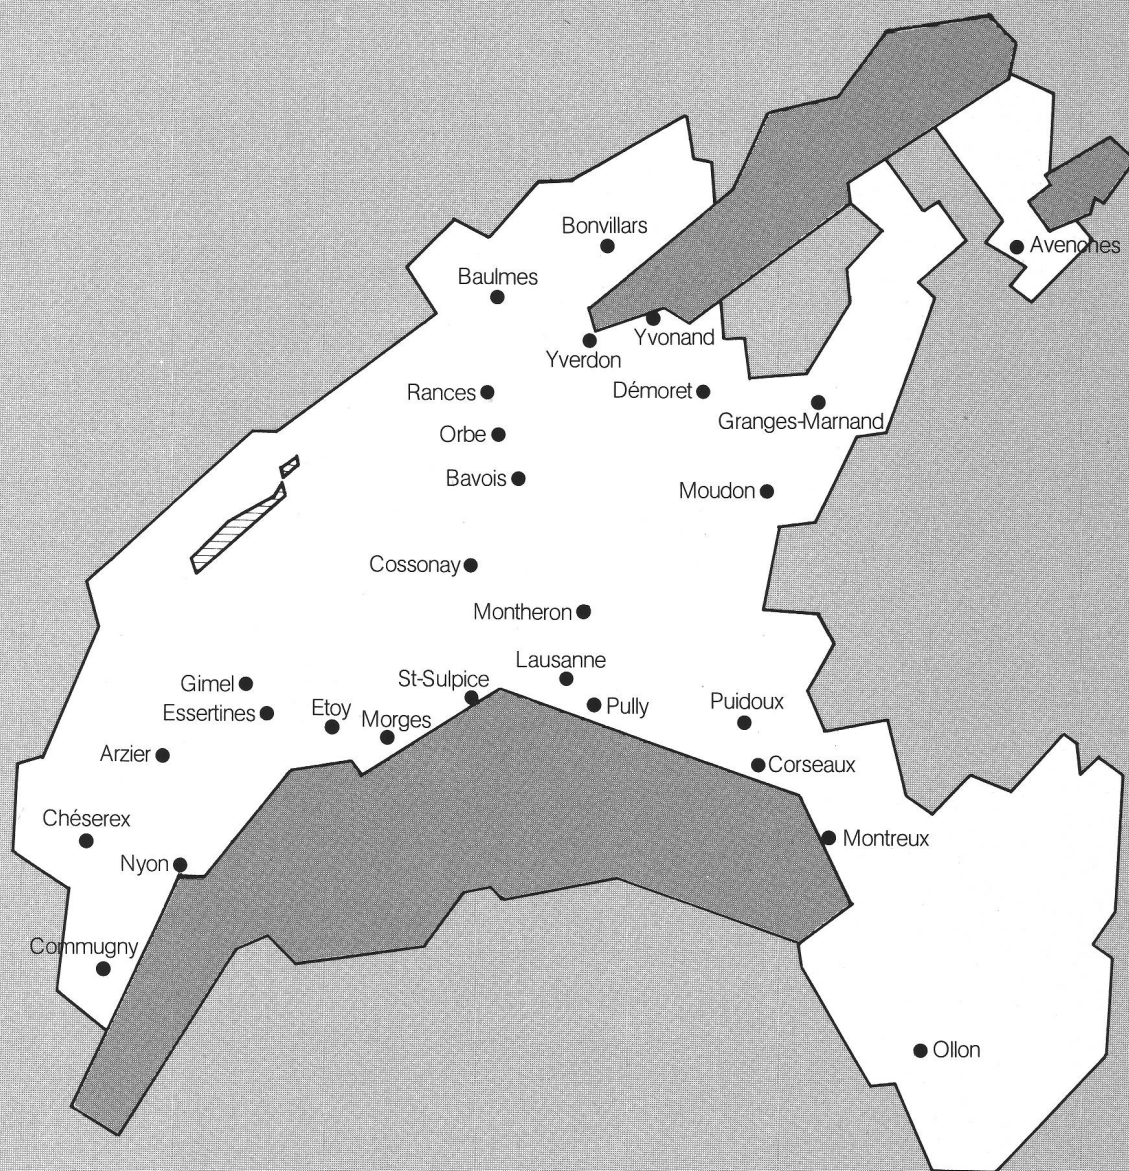 Bonvillars
Avenches
Baulmes
Yvonand
Yverdon
Rances
Démoret
Granges-Marnand
Orbe
Bavois
Moudon
Cossonay
Montheron
Lausanne
St-Sulpice
Gimel
Essertines
Etoy
Morges
Pully
Puidoux
Arzier
Corseaux
Chéserex
Montreux
Nyon
Commugny
Ollon